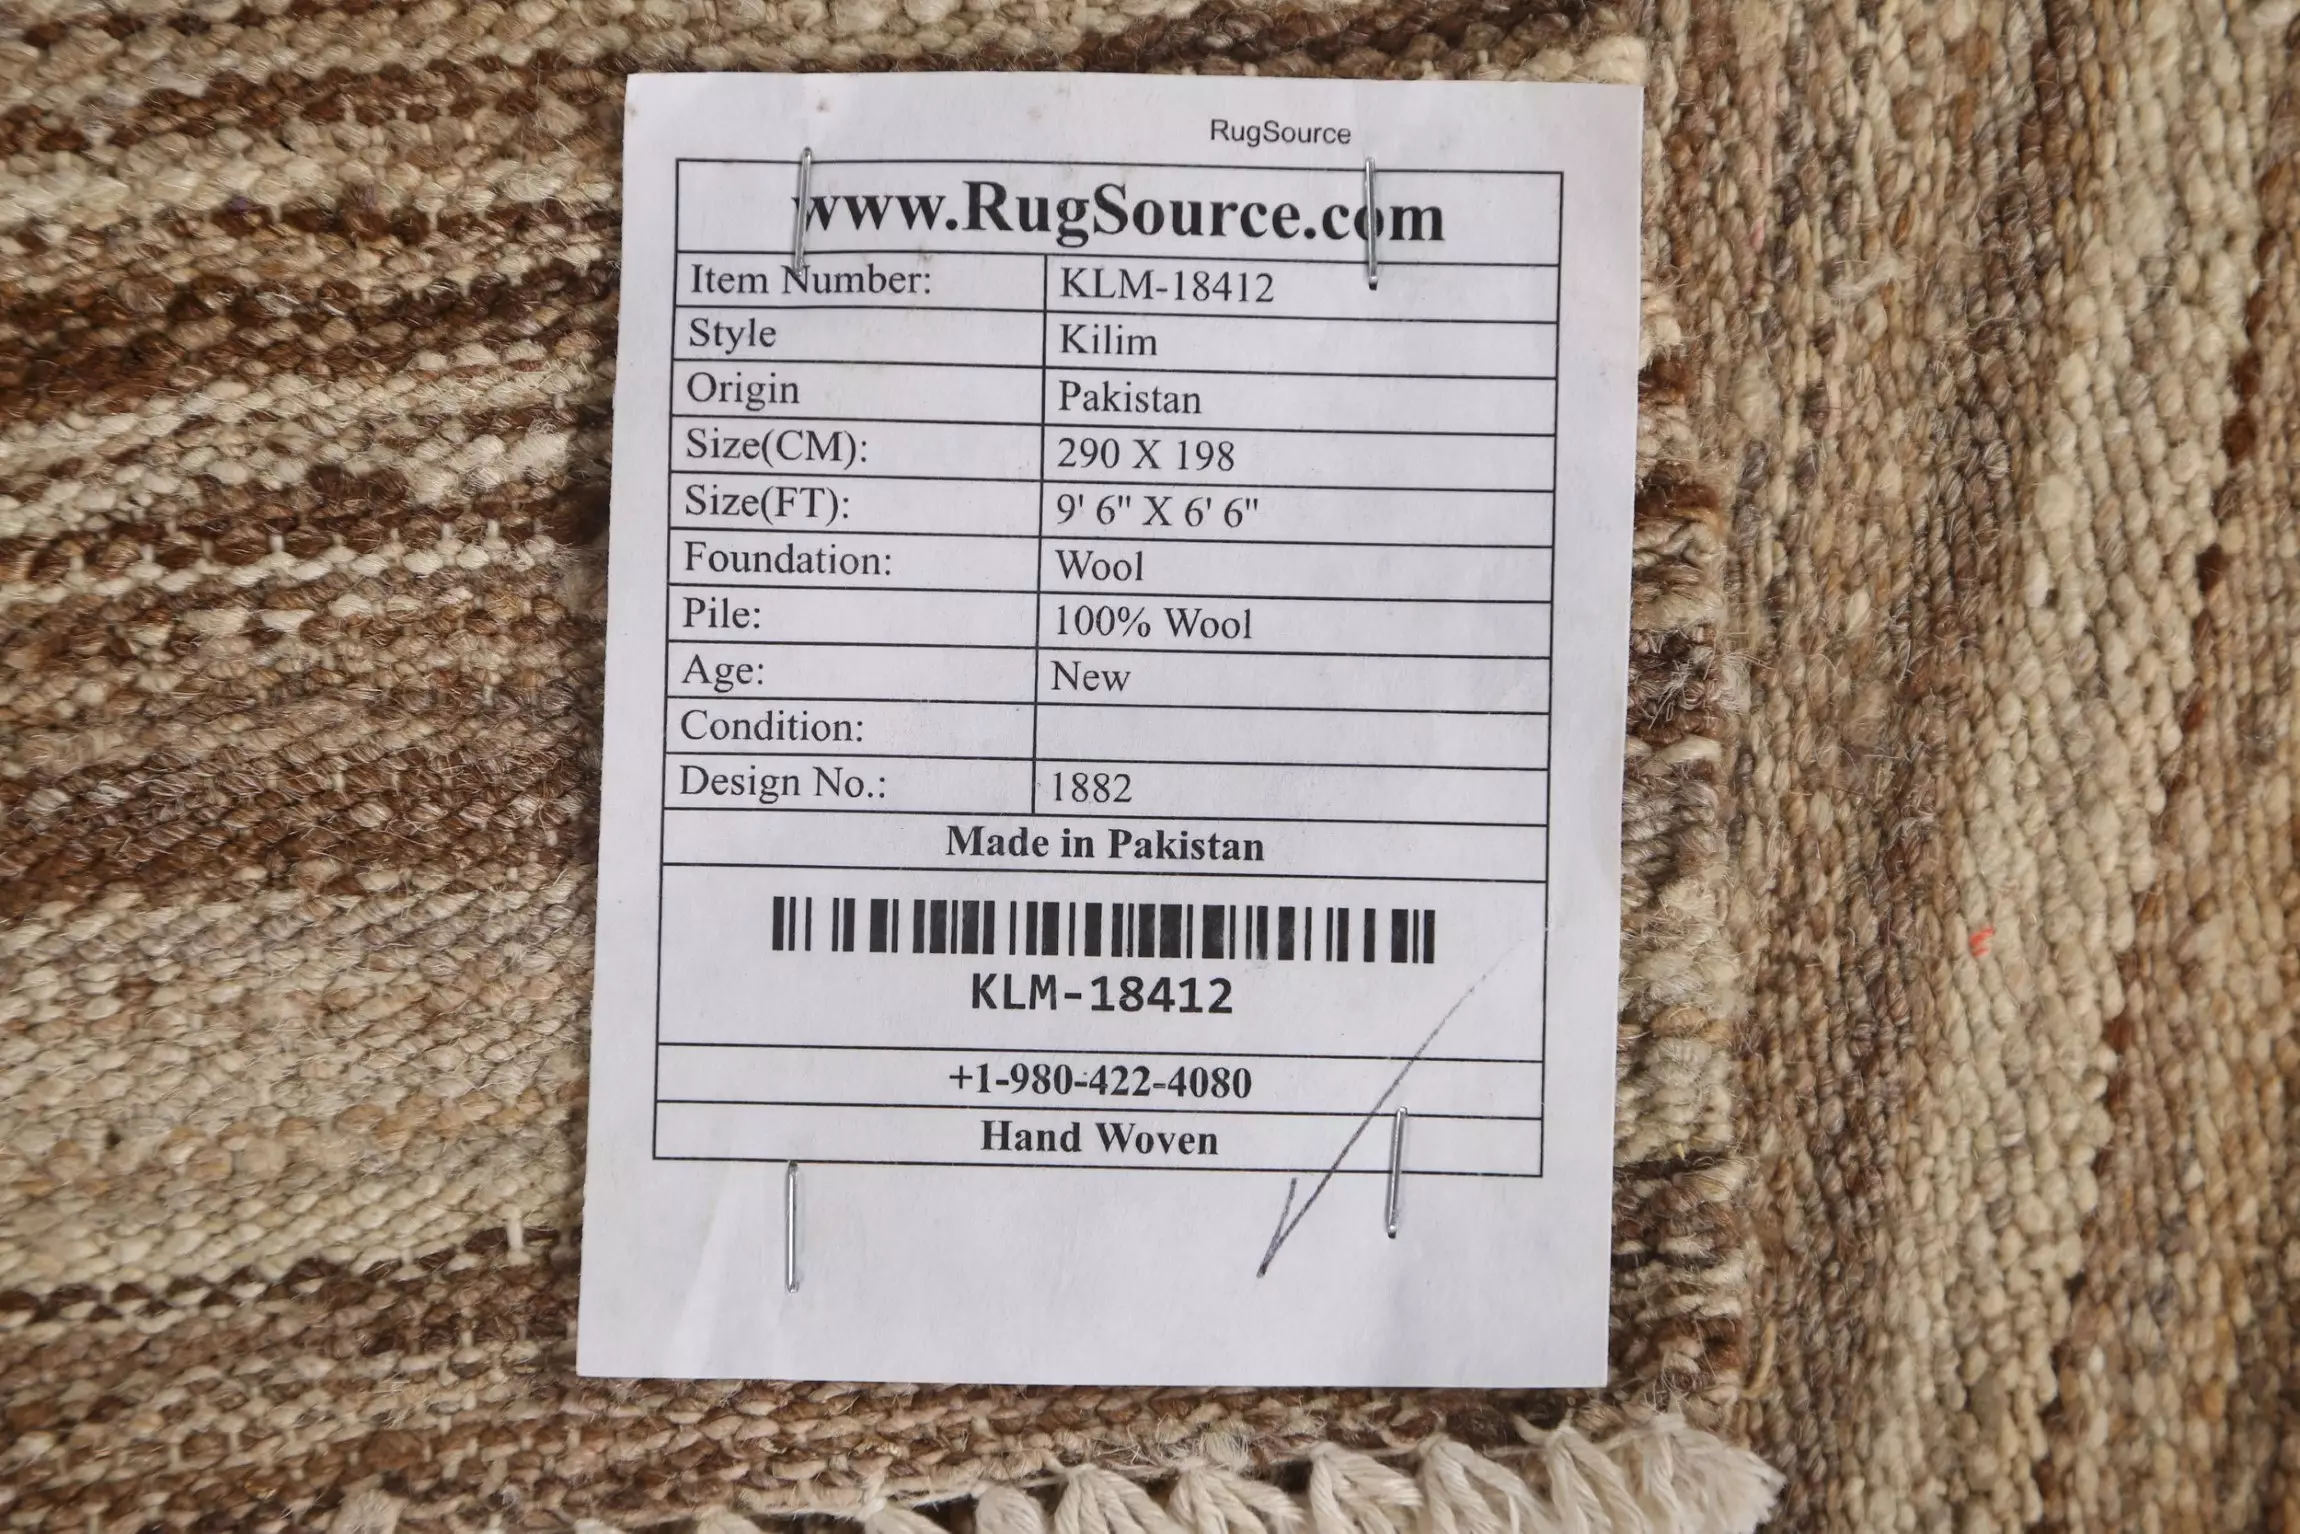 RugSource
www.RugSource.com
Item Number: KLM-18412
Style Kilim
Origin Pakistan
Size(CM): 290 X 198
Size(FT): 9' 6" X 6' 6"
Foundation: Wool
Pile: 100% Wool
Age: New
Condition:
Design No.: 1882
Made in Pakistan
KLM-18412
+1-980-422-4080
Hand Woven